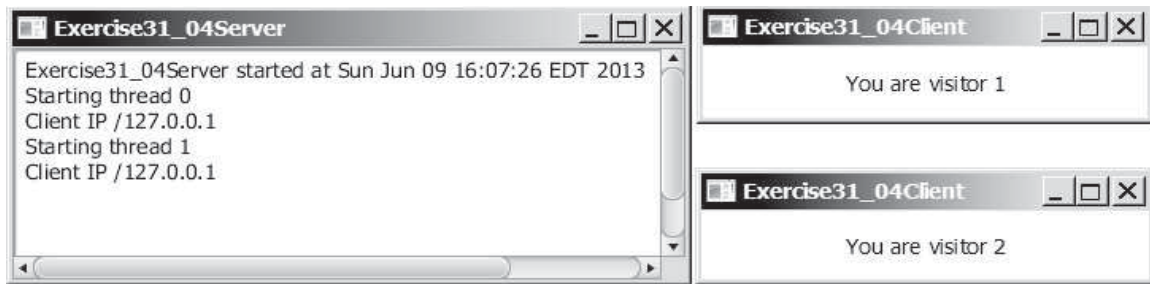 Exercise31_04Server
Exercise31_04Server started at Sun Jun 09 16:07:26 EDT 2013
Starting thread 0
Client IP /127.0.0.1
Starting thread 1
Client IP /127.0.0.1
Exercise31_04Client
You are visitor 1
Exercise31_04Client
You are visitor 2